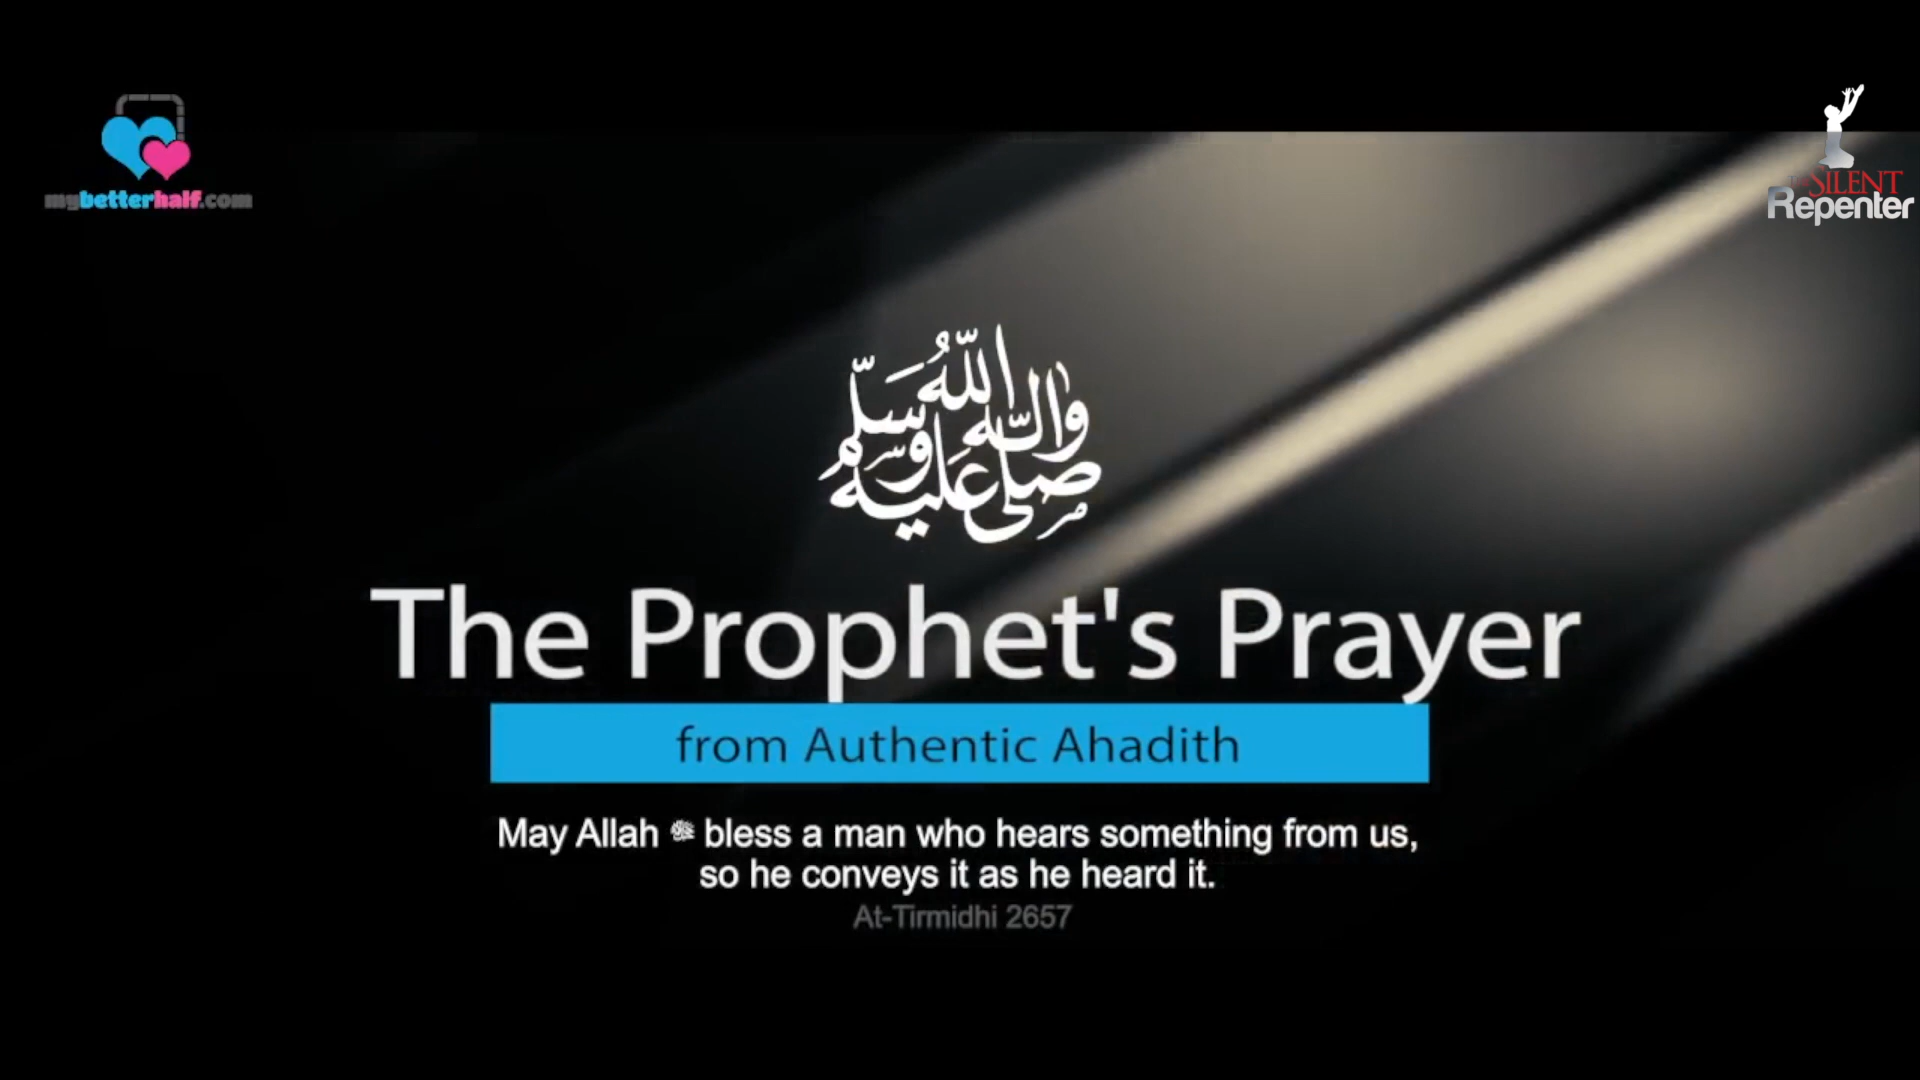 mybetterhalf.com
The SILENT
Repenter
صلى الله عليه وآله وسلم
The Prophet's Prayer
from Authentic Ahadith
May Allah ﷻ bless a man who hears something from us,
so he conveys it as he heard it.
At-Tirmidhi 2657